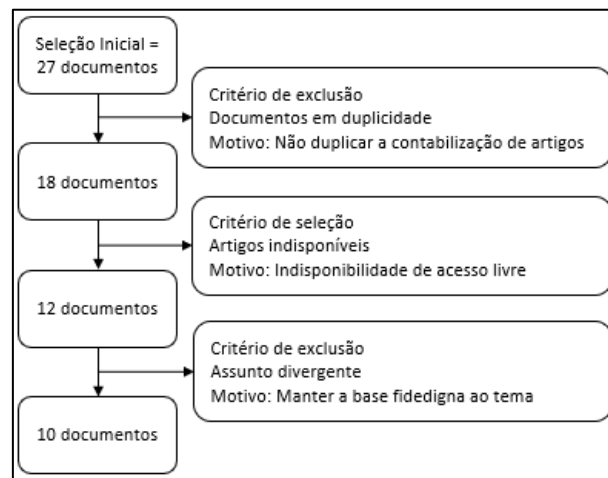 Seleção Inicial =
27 documentos
Critério de exclusão
Documentos em duplicidade
Motivo: Não duplicar a contabilização de artigos
18 documentos
Critério de seleção
Artigos indisponíveis
Motivo: Indisponibilidade de acesso livre
12 documentos
Critério de exclusão
Assunto divergente
Motivo: Manter a base fidedigna ao tema
10 documentos